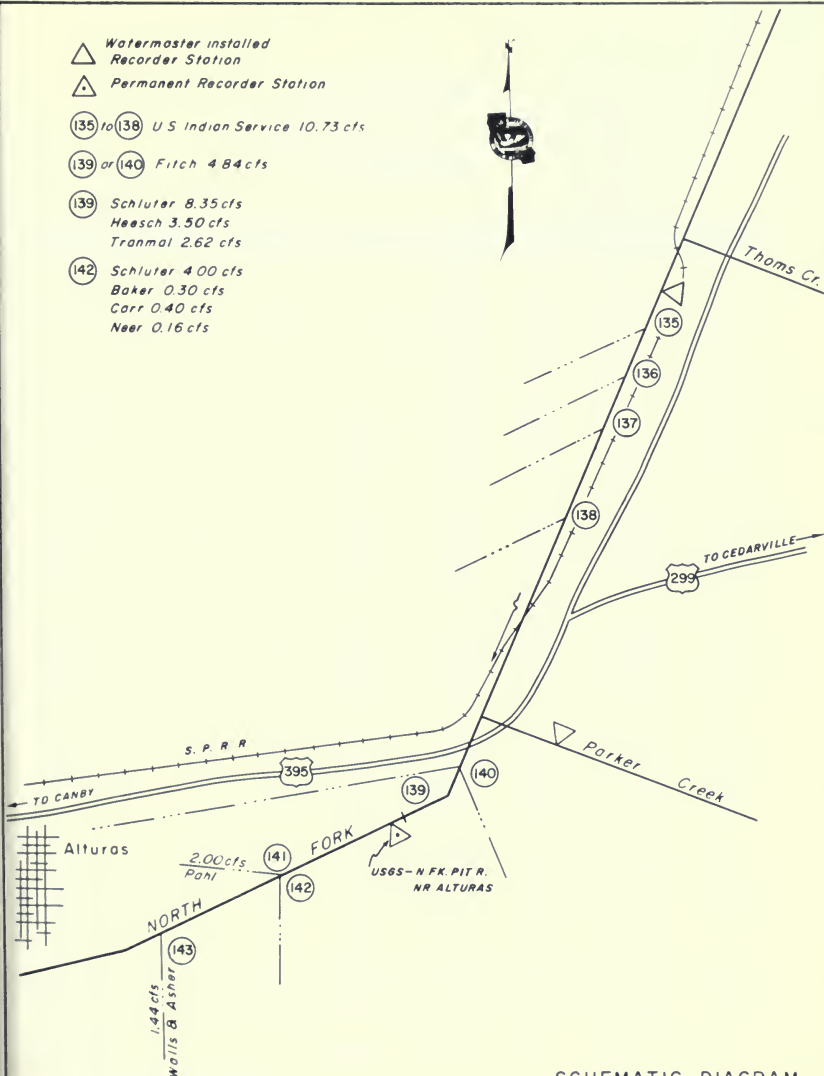 Watermaster installed
Recorder Station
Permanent Recorder Station
135 to 138 U S Indian Service 10.73 cfs
139 or 140 Fitch 4 84 cfs
139 Schluter 8.35 cfs
Heesch 3.50 cfs
Tranmal 2.62 cfs
142 Schluter 4 00 cfs
Baker 0.30 cfs
Carr 0.40 cfs
Neer 0.16 cfs
Thoms Cr.
135
136
137
138
TO CEDARVILLE
299
S. P. R R
395
TO CANBY
139
140
Parker Creek
Alturas
2.00 cfs
Pahl
141
142
NORTH FORK
USGS - N FK. PIT R.
NR ALTURAS
143
1.44 cfs
Walls & Asher
SCHEMATIC DIAGRAM